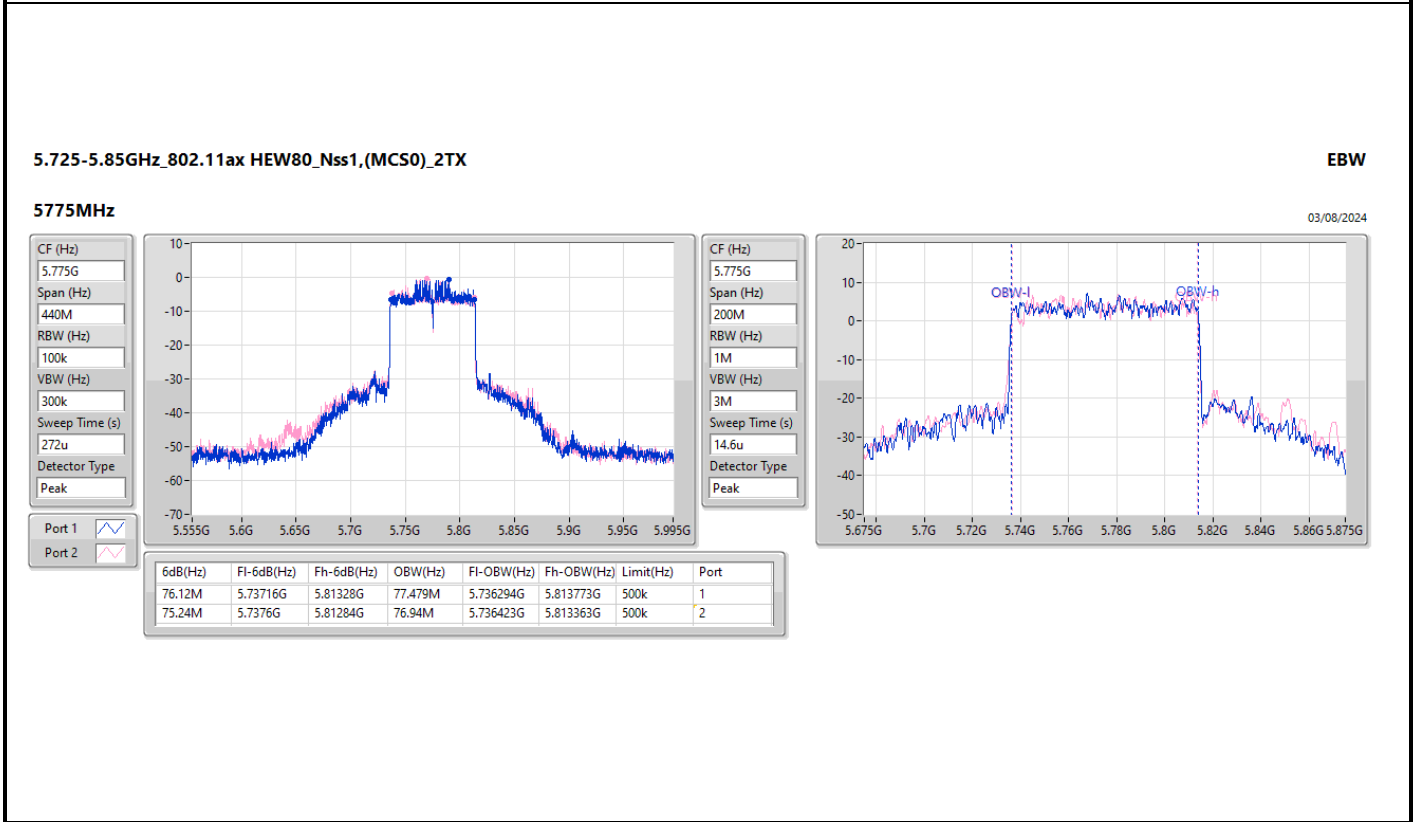 5.725-5.85GHz_802.11ax HEW80_Nss1,(MCS0)_2TX
EBW
5775MHz
03/08/2024
CF (Hz)
5.775G
Span (Hz)
440M
RBW (Hz)
100k
VBW (Hz)
300k
Sweep Time (s)
272u
Detector Type
Peak
Port 1
Port 2
10
0
-10
-20
-30
-40
-50
-60
-70
5.555G 5.6G 5.65G 5.7G 5.75G 5.8G 5.85G 5.9G 5.95G 5.995G
CF (Hz)
5.775G
Span (Hz)
200M
RBW (Hz)
1M
VBW (Hz)
3M
Sweep Time (s)
14.6u
Detector Type
Peak
20
10
0
-10
-20
-30
-40
-50
OBW-l OBW-h
5.675G 5.7G 5.72G 5.74G 5.76G 5.78G 5.8G 5.82G 5.84G 5.86G 5.875G
6dB(Hz) Fl-6dB(Hz) Fh-6dB(Hz) OBW(Hz) Fl-OBW(Hz) Fh-OBW(Hz) Limit(Hz) Port
76.12M 5.73716G 5.81328G 77.479M 5.736294G 5.813773G 500k 1
75.24M 5.7376G 5.81284G 76.94M 5.736423G 5.813363G 500k 2